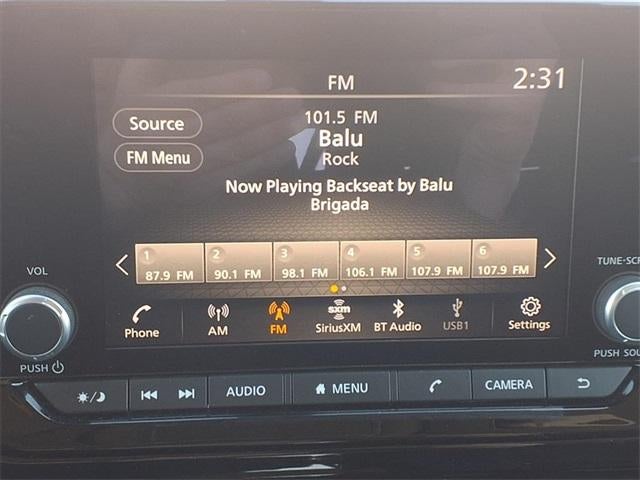 FM
2:31
101.5 FM
Source
Balu
Rock
FM Menu
Now Playing Backseat by Balu
Brigada
1 2 3 4 5 6
87.9 FM 90.1 FM 98.1 FM 106.1 FM 107.9 FM 107.9 FM
VOL
TUNE-SCR
sxm
Phone AM FM SiriusXM BT Audio USB1 Settings
PUSH
PUSH SOU
AUDIO MENU CAMERA